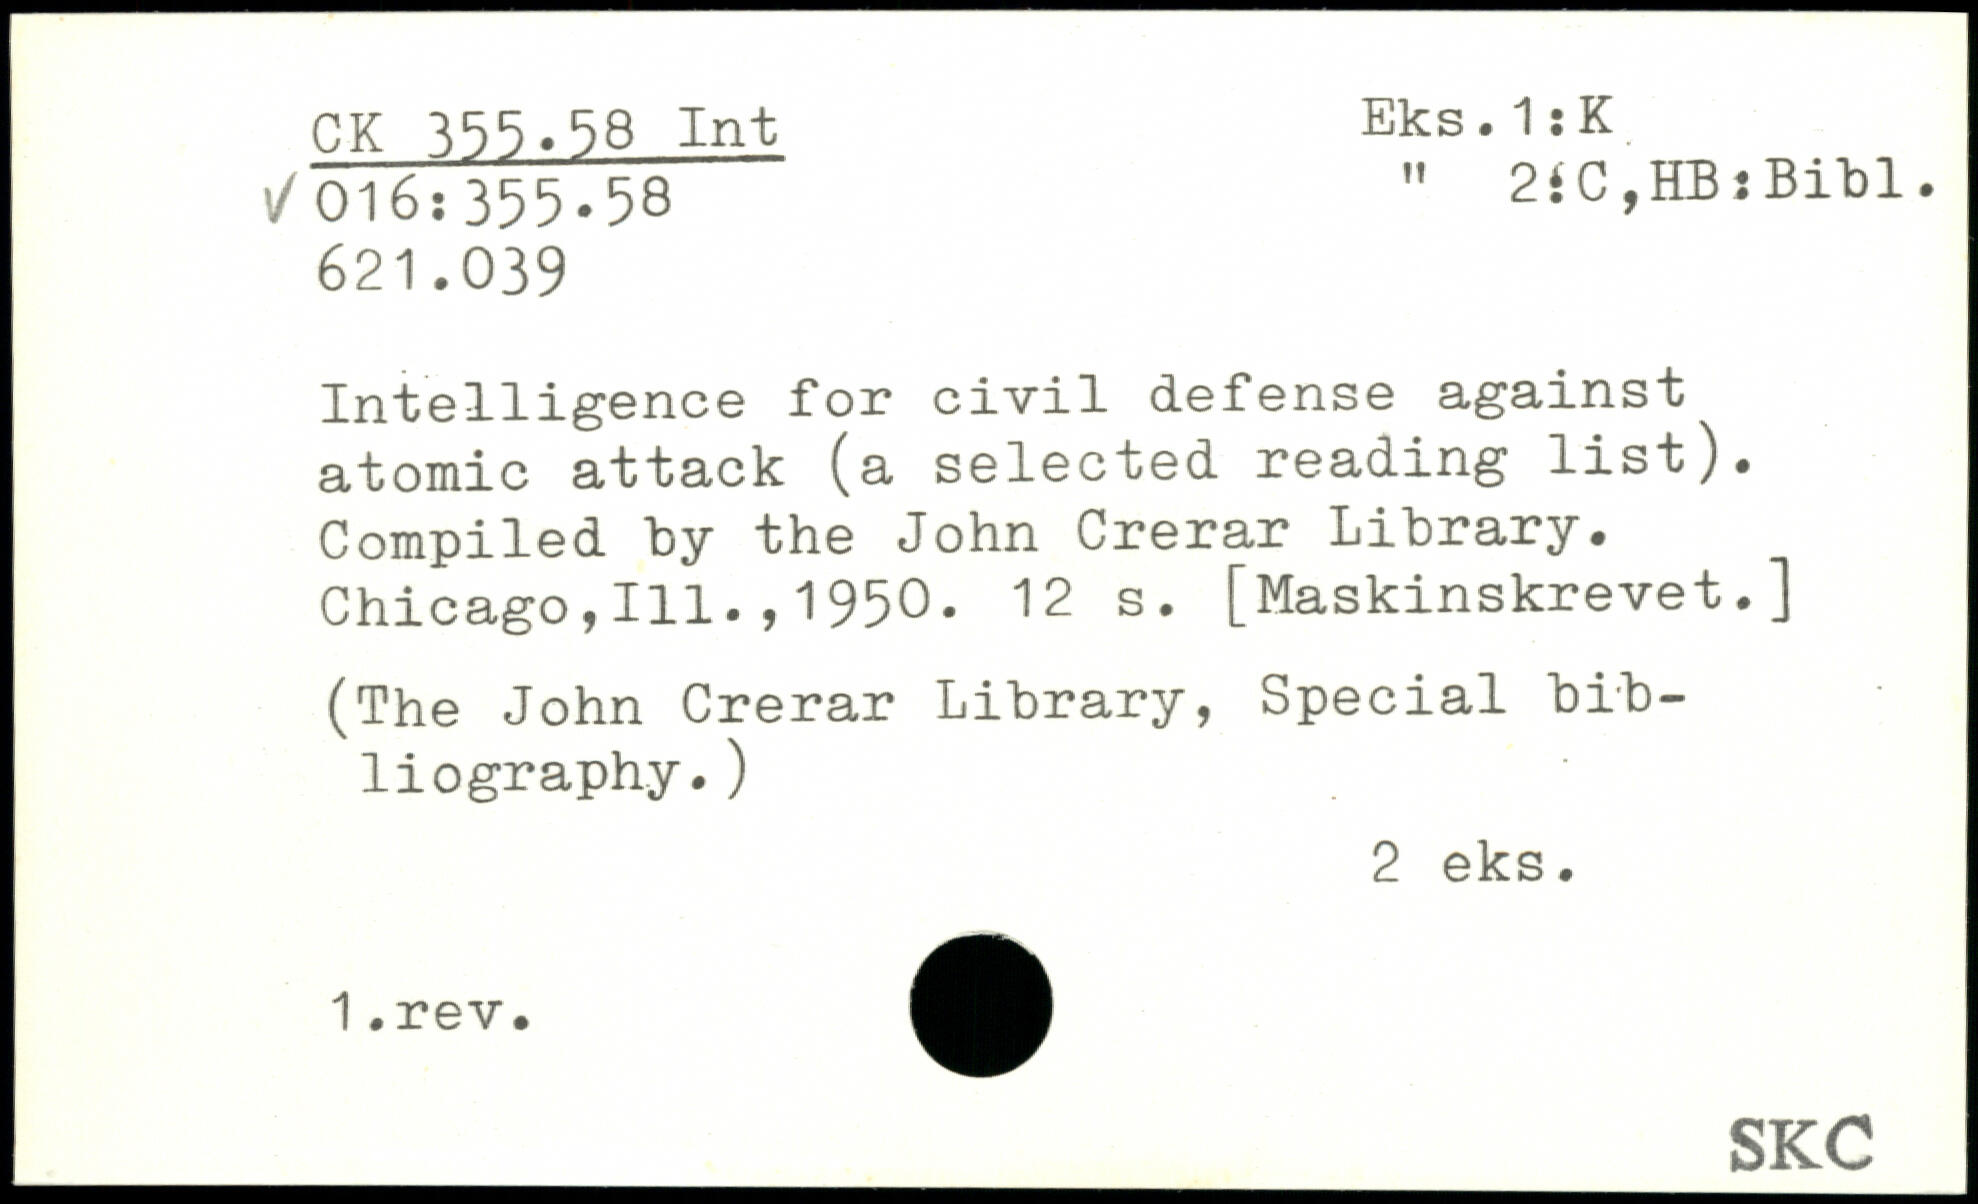 CK 355.58 Int
Eks.1:K
✓ 016:355.58
" 2:C,HB:Bibl.
621.039
Intelligence for civil defense against
atomic attack (a selected reading list).
Compiled by the John Crerar Library.
Chicago,Ill.,1950. 12 s. [Maskinskrevet.]
(The John Crerar Library, Special bib-
liography.)
2 eks.
1.rev.
SKC